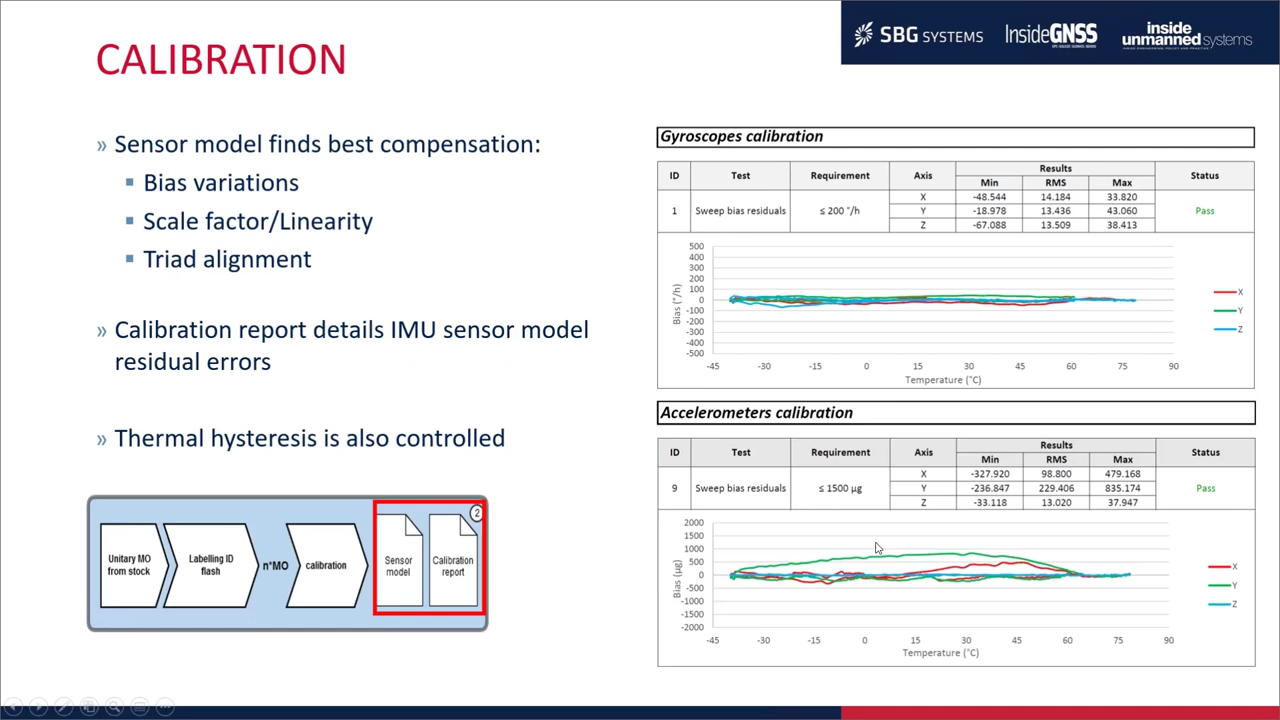 SBG SYSTEMS
InsideGNSS
inside
unmanned systems
CALIBRATION
» Sensor model finds best compensation:
▪ Bias variations
▪ Scale factor/Linearity
▪ Triad alignment
» Calibration report details IMU sensor model
residual errors
» Thermal hysteresis is also controlled
Unitary MO
from stock
Labelling ID
flash
n*MO
calibration
Sensor
model
Calibration
report
2
Gyroscopes calibration
ID Test Requirement Axis Results Status
Min RMS Max
1 Sweep bias residuals ≤ 200 °/h Pass
X -48.544 14.184 33.820
Y -18.978 13.436 43.060
Z -67.088 13.509 38.413
500
400
300
200
100
0
-100
-200
-300
-400
-500
Bias (°/h)
-45 -30 -15 0 15 30 45 60 75 90
Temperature (°C)
X
Y
Z
Accelerometers calibration
ID Test Requirement Axis Results Status
Min RMS Max
9 Sweep bias residuals ≤ 1500 µg Pass
X -327.920 98.800 479.168
Y -236.847 229.406 835.174
Z -33.118 13.020 37.947
2000
1500
1000
500
0
-500
-1000
-1500
-2000
Bias (µg)
-45 -30 -15 0 15 30 45 60 75 90
Temperature (°C)
X
Y
Z